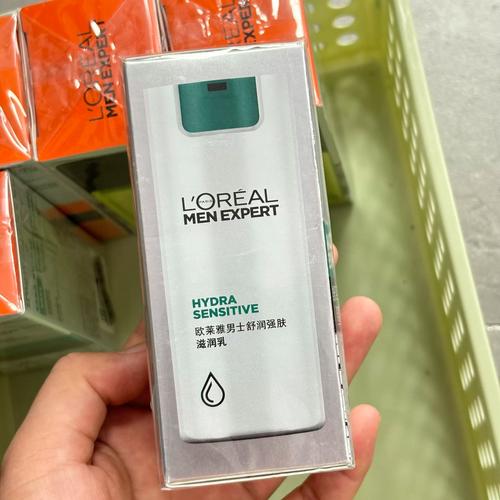 L'ORÉAL
MEN EXPERT
L'ORÉAL
PARIS
MEN EXPERT
HYDRA
SENSITIVE
欧莱雅男士舒润强肤
滋润乳